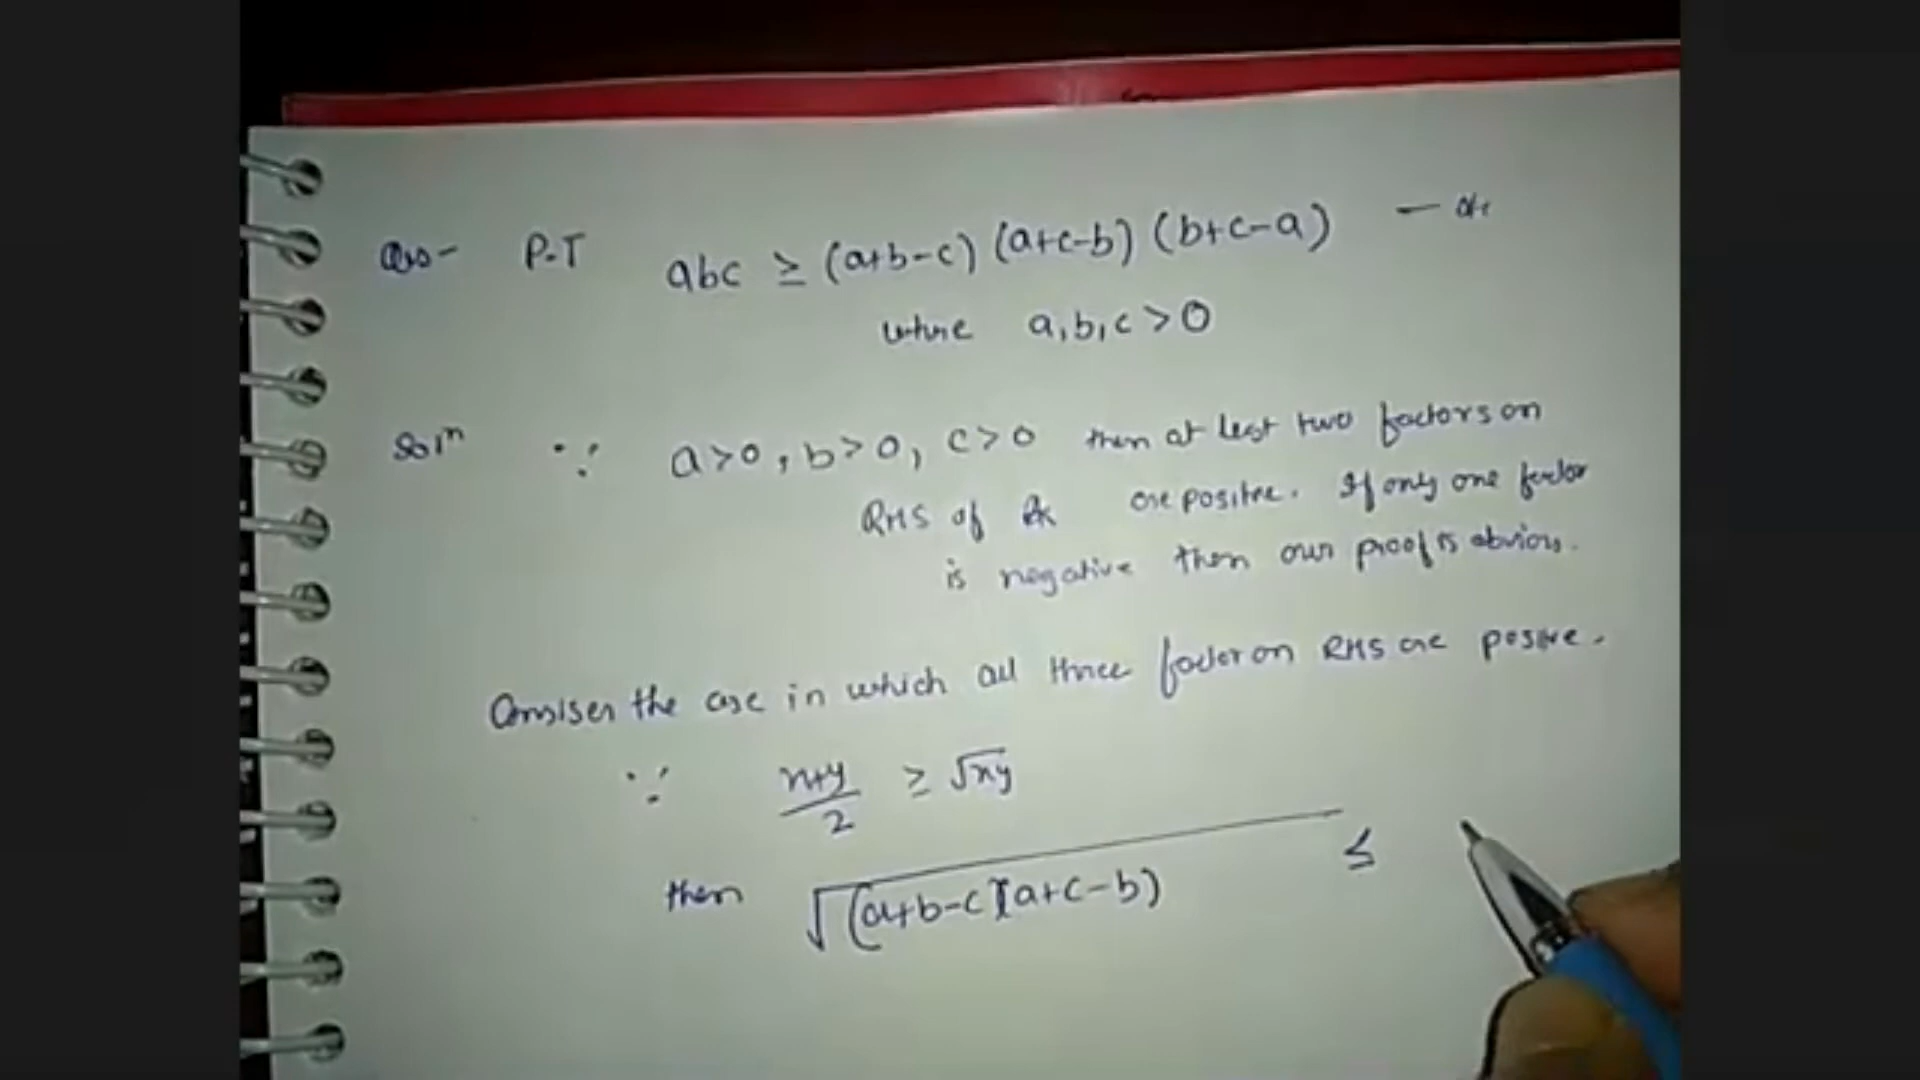 Qus- P.T abc ≥ (a+b-c) (a+c-b) (b+c-a) —
where a,b,c > 0
Solⁿ ∵ a>0, b>0, c>0 then at lest two factors on
RHS of are positive. If only one factor
is negative then our proof is obvious.
the case in which all three factor on RHS are positive.
∵ x+y/2 ≥ √xy
then √(a+b-c)(a+c-b) ≤